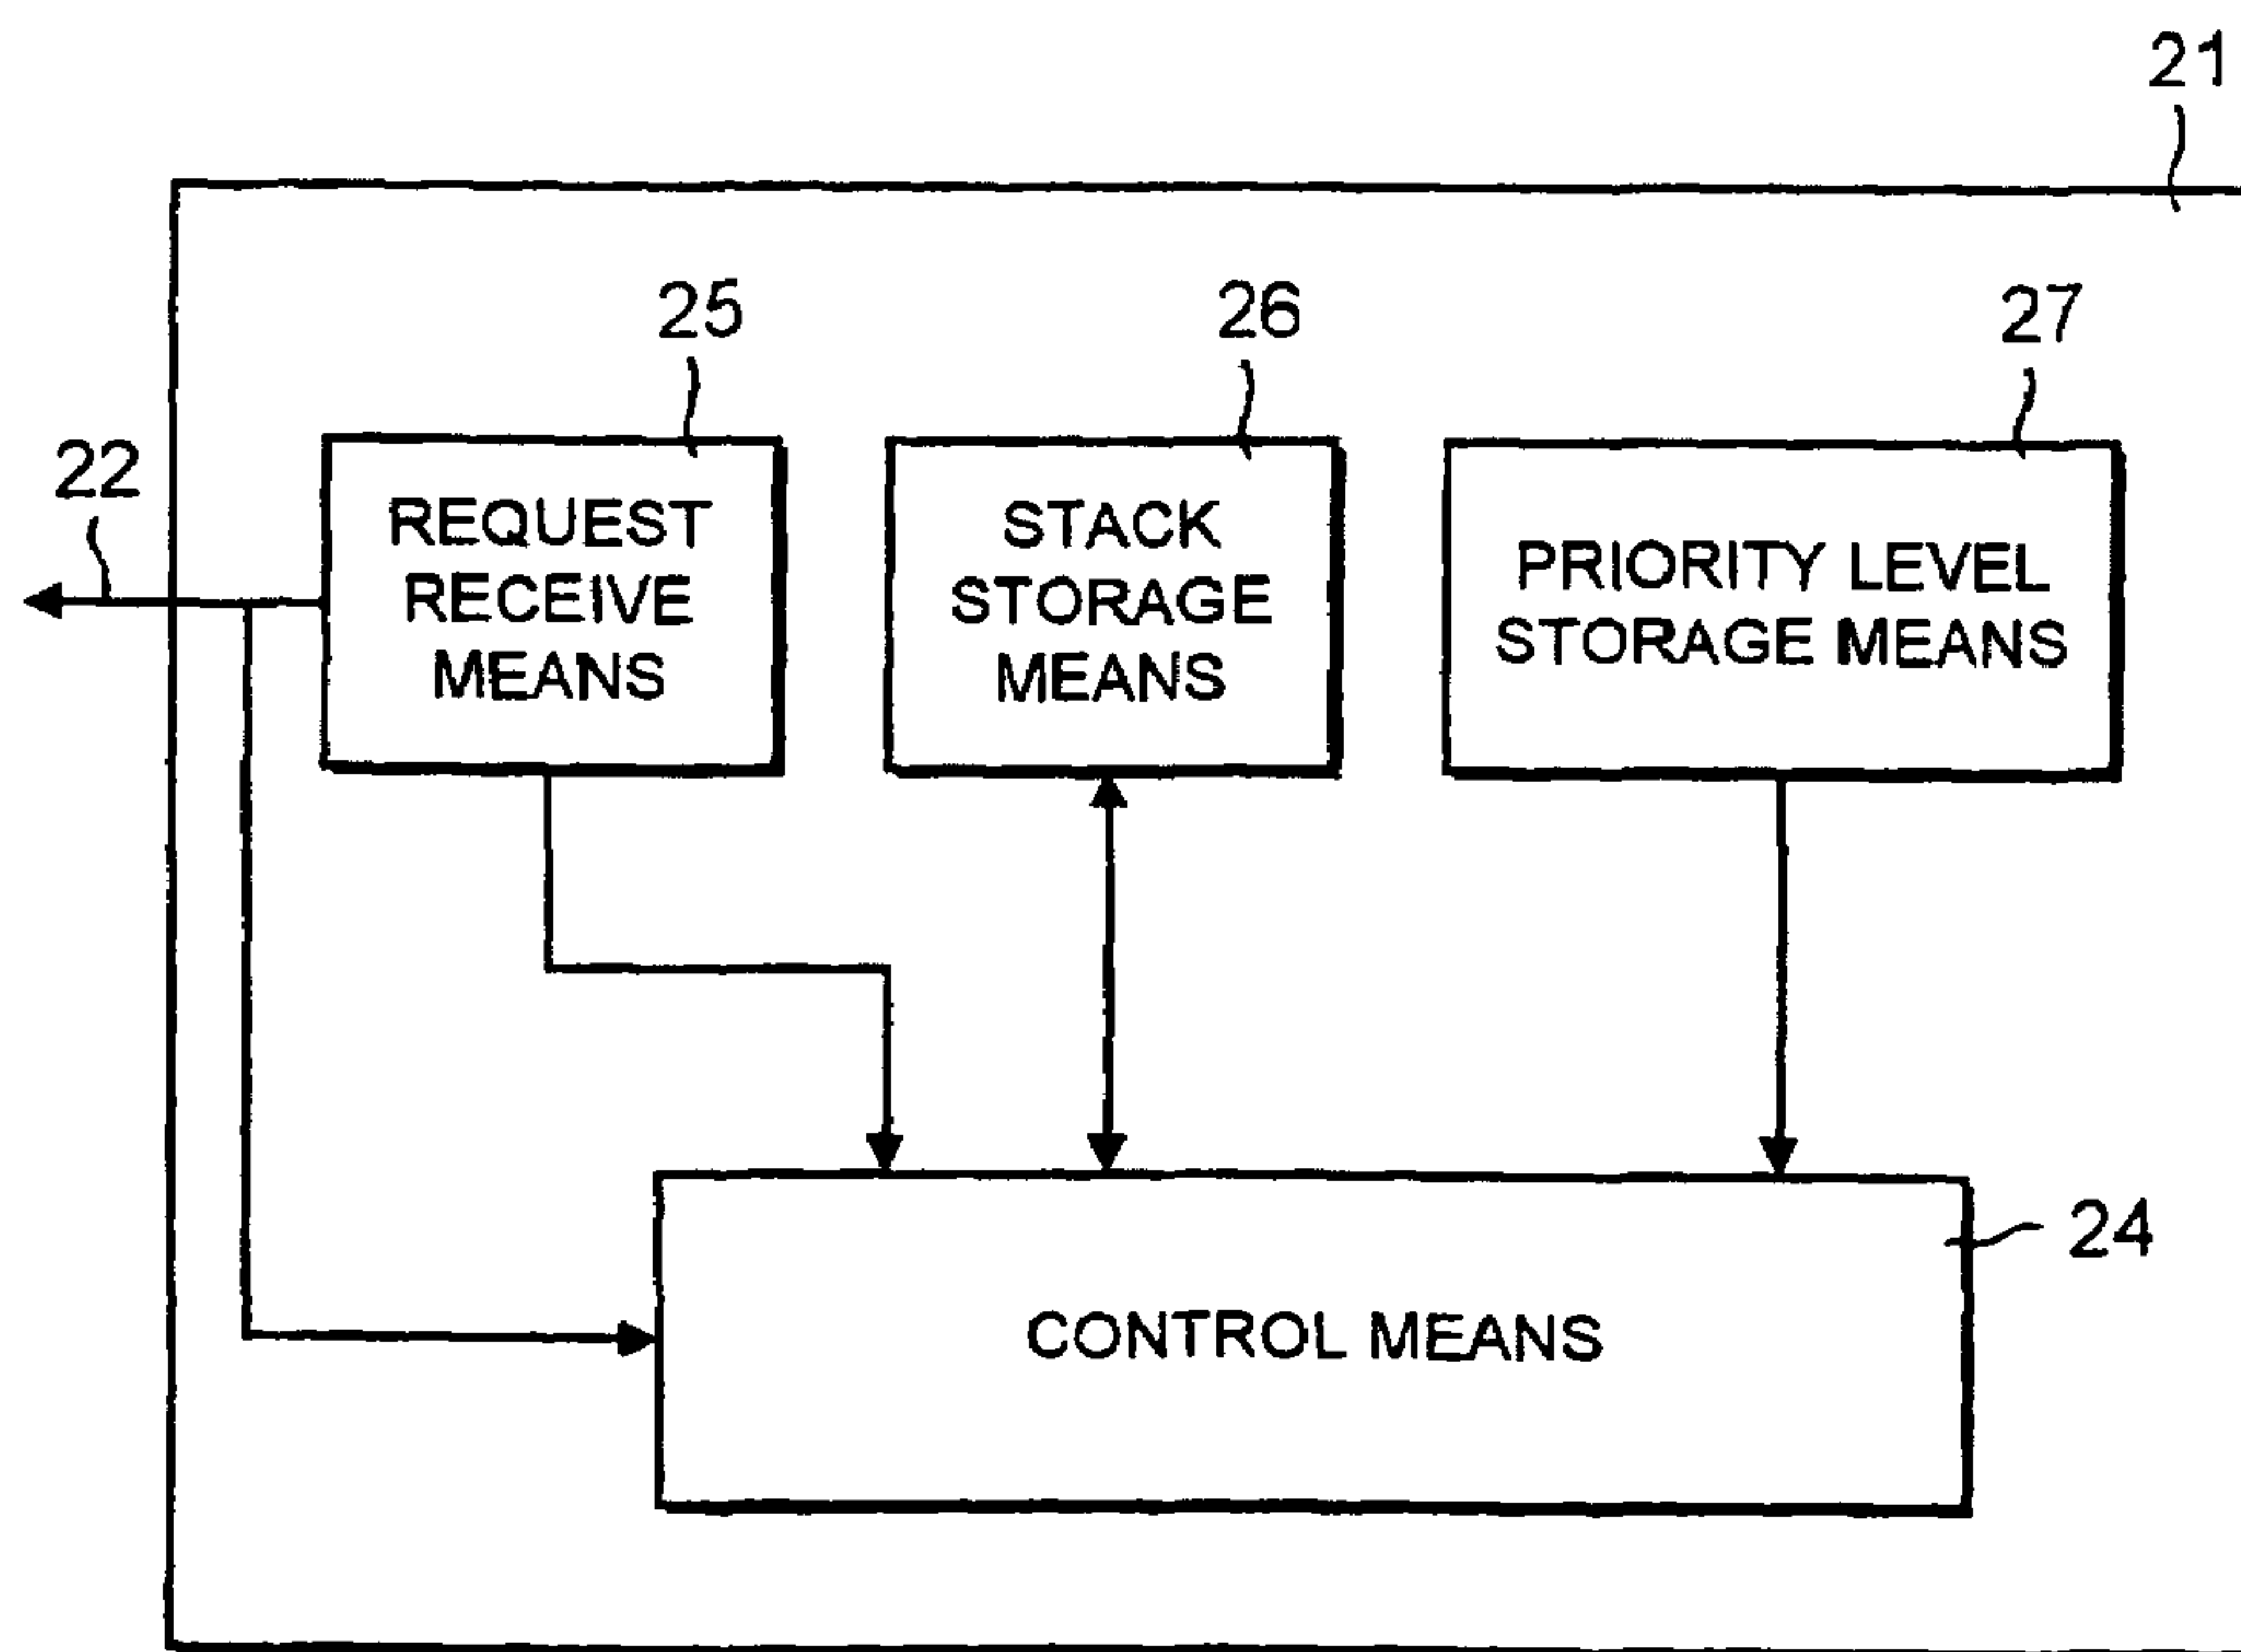 21
25
26
27
22
REQUEST
RECEIVE
MEANS
STACK
STORAGE
MEANS
PRIORITY LEVEL
STORAGE MEANS
24
CONTROL MEANS